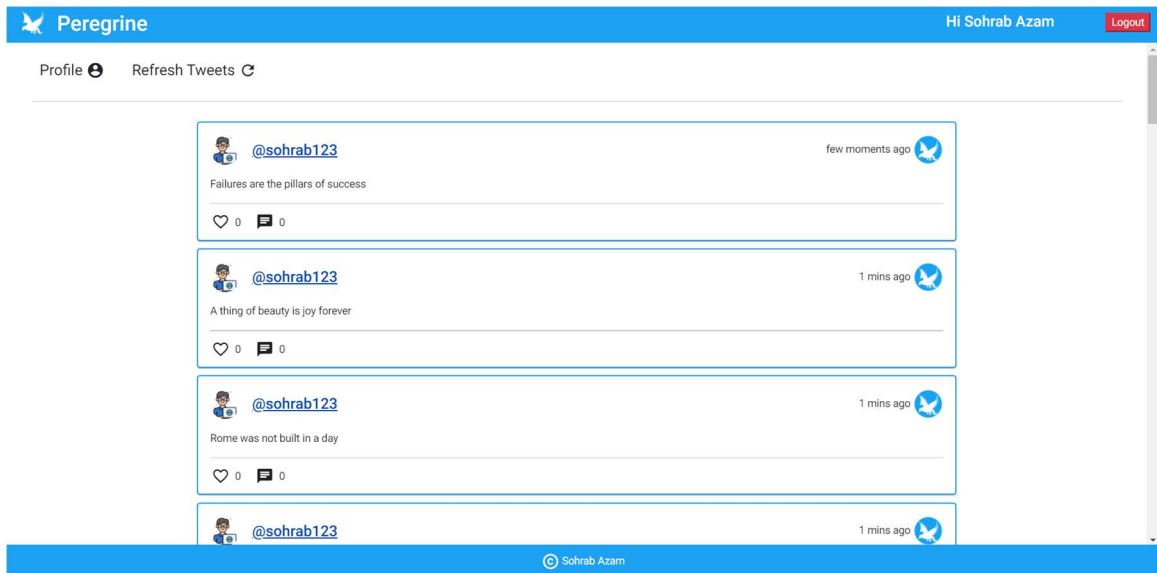 Peregrine Hi Sohrab Azam Logout
Profile Refresh Tweets
@sohrab123 few moments ago
Failures are the pillars of success
0 0
@sohrab123 1 mins ago
A thing of beauty is joy forever
0 0
@sohrab123 1 mins ago
Rome was not built in a day
0 0
@sohrab123 1 mins ago
© Sohrab Azam